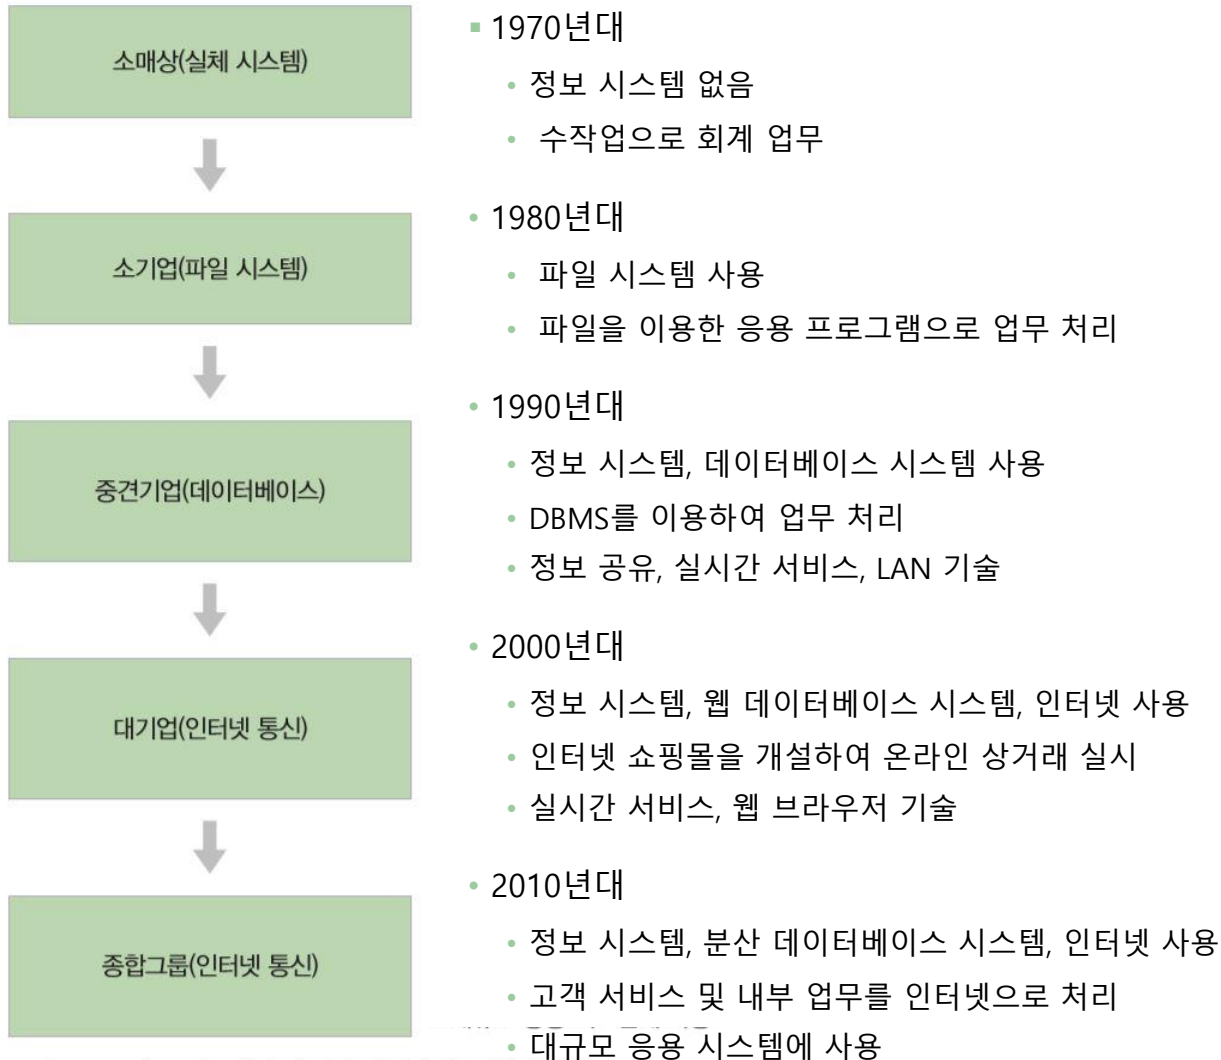 소매상(실체 시스템)
1970년대
정보 시스템 없음
수작업으로 회계 업무
소기업(파일 시스템)
1980년대
파일 시스템 사용
파일을 이용한 응용 프로그램으로 업무 처리
중견기업(데이터베이스)
1990년대
정보 시스템, 데이터베이스 시스템 사용
DBMS를 이용하여 업무 처리
정보 공유, 실시간 서비스, LAN 기술
대기업(인터넷 통신)
2000년대
정보 시스템, 웹 데이터베이스 시스템, 인터넷 사용
인터넷 쇼핑몰을 개설하여 온라인 상거래 실시
실시간 서비스, 웹 브라우저 기술
종합그룹(인터넷 통신)
2010년대
정보 시스템, 분산 데이터베이스 시스템, 인터넷 사용
고객 서비스 및 내부 업무를 인터넷으로 처리
대규모 응용 시스템에 사용